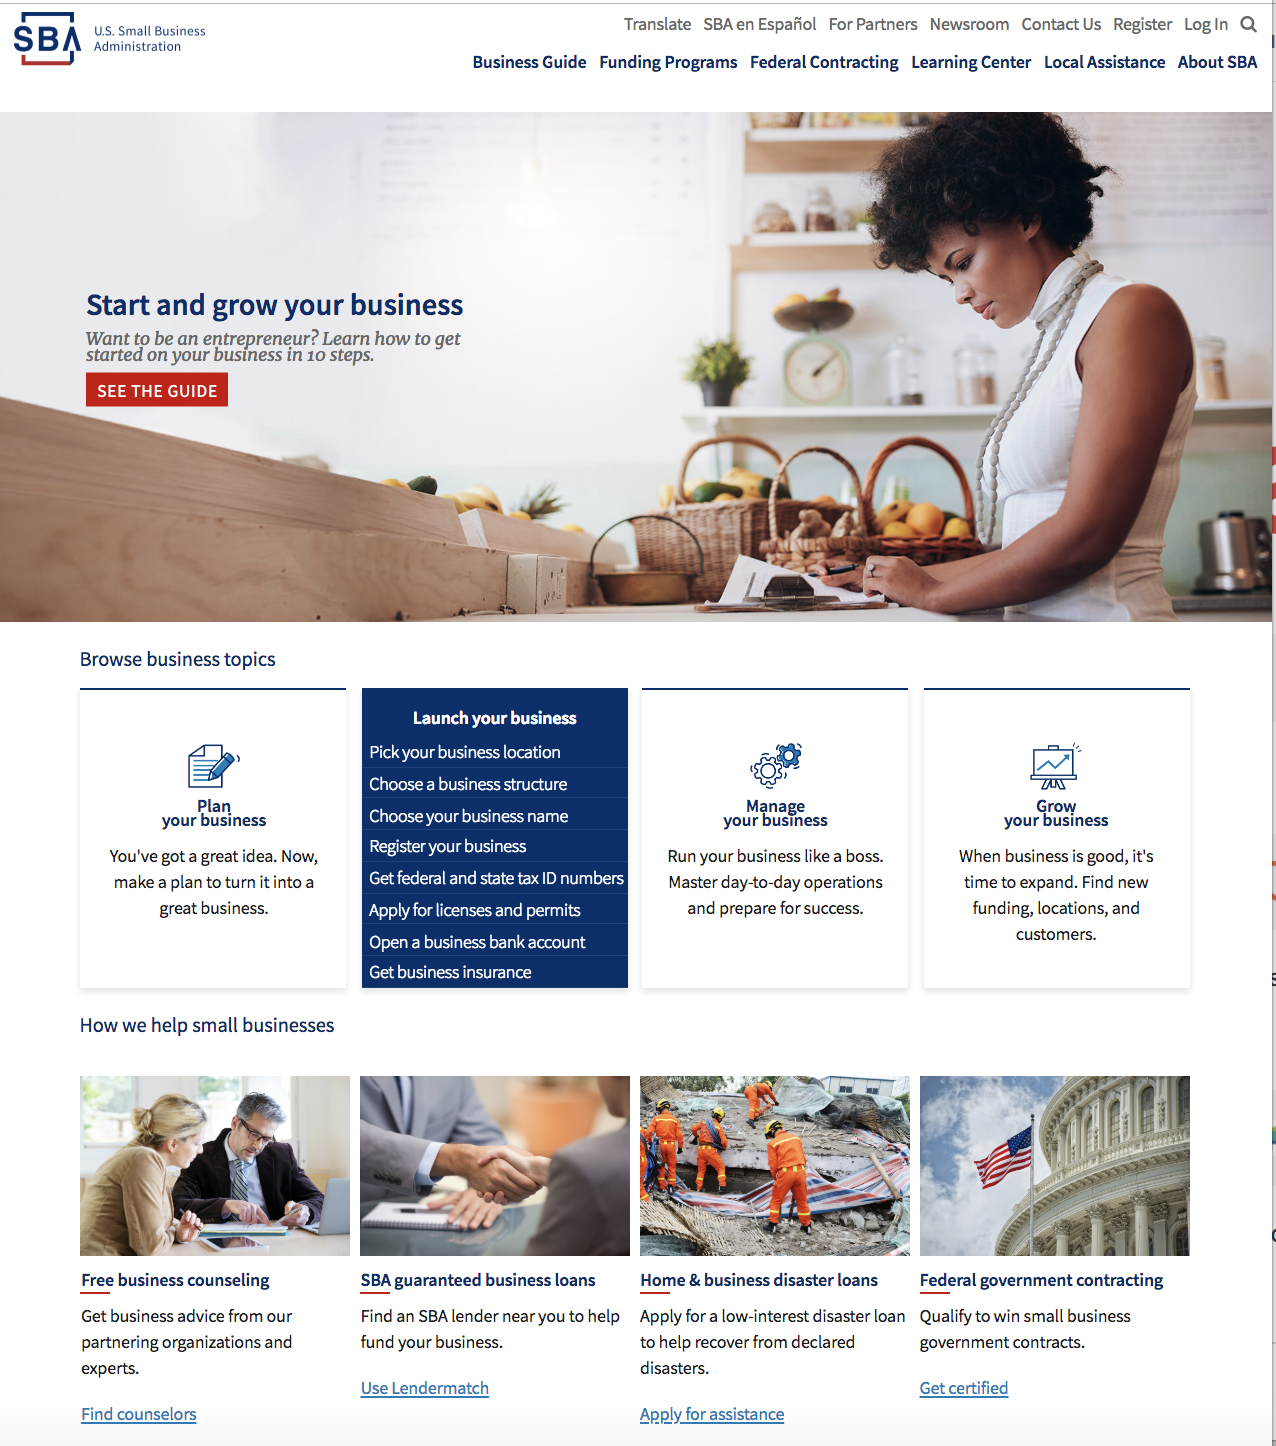 SBA U.S. Small Business
Administration
Translate SBA en Español For Partners Newsroom Contact Us Register Log In
Business Guide Funding Programs Federal Contracting Learning Center Local Assistance About SBA
Start and grow your business
Want to be an entrepreneur? Learn how to get
started on your business in 10 steps.
SEE THE GUIDE
Browse business topics
Plan
your business
You've got a great idea. Now,
make a plan to turn it into a
great business.
Launch your business
Pick your business location
Choose a business structure
Choose your business name
Register your business
Get federal and state tax ID numbers
Apply for licenses and permits
Open a business bank account
Get business insurance
Manage
your business
Run your business like a boss.
Master day-to-day operations
and prepare for success.
Grow
your business
When business is good, it's
time to expand. Find new
funding, locations, and
customers.
How we help small businesses
Free business counseling
Get business advice from our
partnering organizations and
experts.
Find counselors
SBA guaranteed business loans
Find an SBA lender near you to help
fund your business.
Use Lendermatch
Home & business disaster loans
Apply for a low-interest disaster loan
to help recover from declared
disasters.
Apply for assistance
Federal government contracting
Qualify to win small business
government contracts.
Get certified